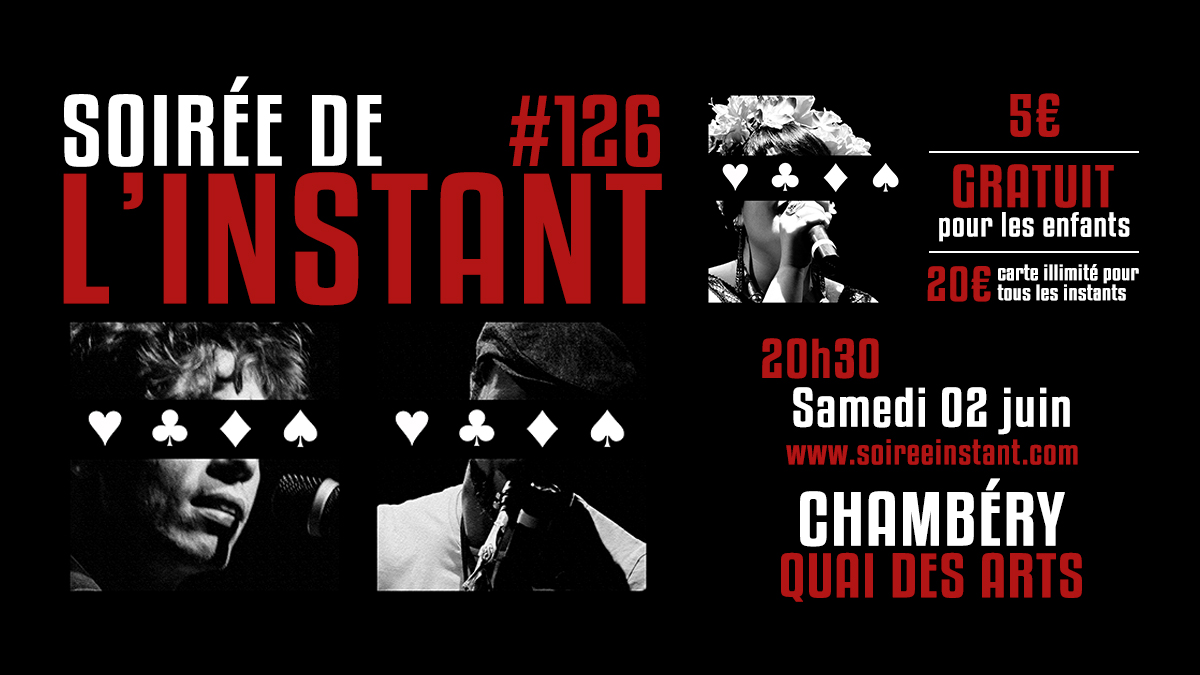 SOIRÉE DE #126
L'INSTANT
5€
GRATUIT
pour les enfants
20€ carte illimité pour
tous les instants
20h30
Samedi 02 juin
www.soireeinstant.com
CHAMBÉRY
QUAI DES ARTS